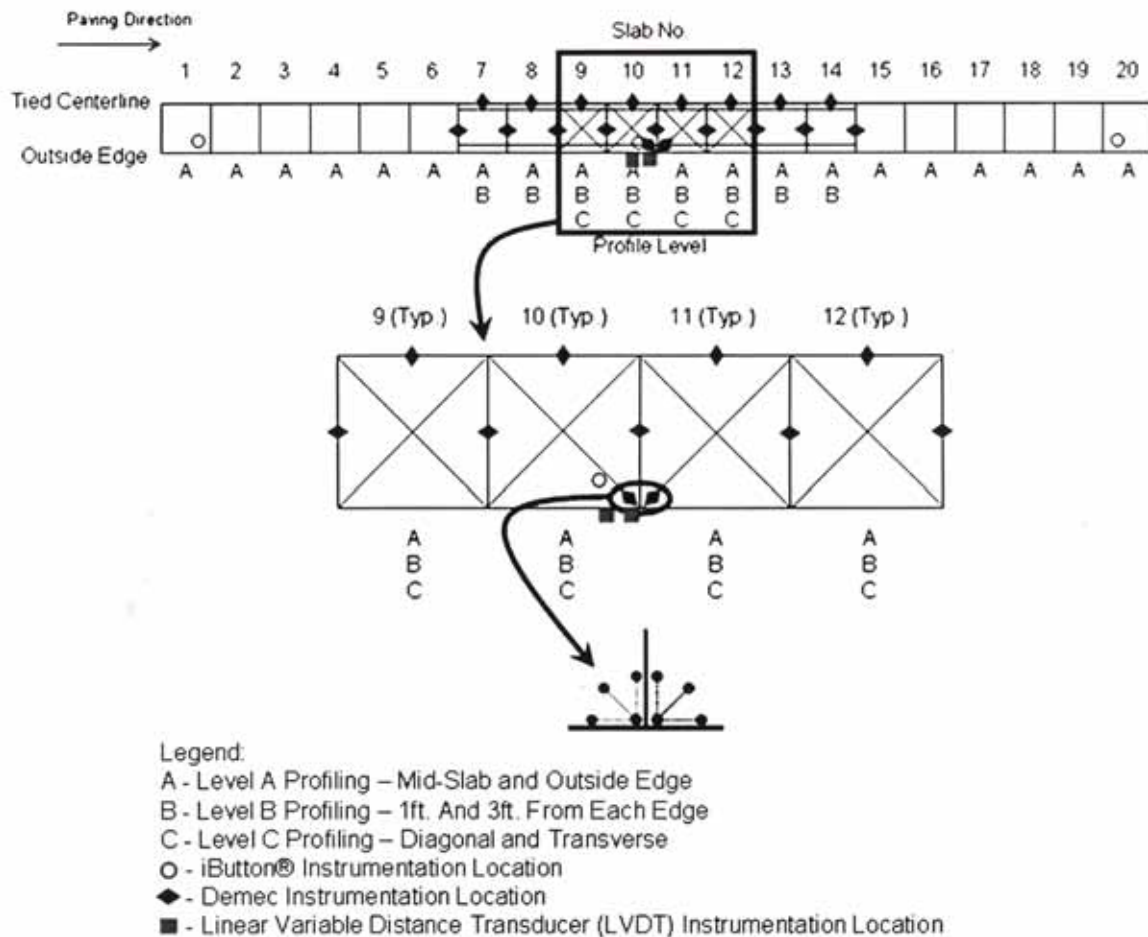 Paving Direction
Slab No.
1 2 3 4 5 6 7 8 9 10 11 12 13 14 15 16 17 18 19 20
Tied Centerline
Outside Edge
A A A A A A A A A A A A A A A A A A A A
B B B B B B B B
C C C C
Profile Level
9 (Typ.) 10 (Typ.) 11 (Typ.) 12 (Typ.)
A A A A
B B B B
C C C C
Legend:
A - Level A Profiling – Mid-Slab and Outside Edge
B - Level B Profiling – 1ft. And 3ft. From Each Edge
C - Level C Profiling – Diagonal and Transverse
- iButton® Instrumentation Location
- Demec Instrumentation Location
- Linear Variable Distance Transducer (LVDT) Instrumentation Location